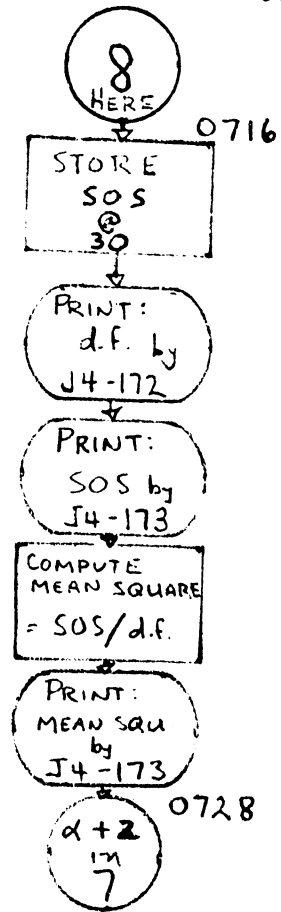 8
HERE
0716
STORE
SOS
@
30
PRINT:
d.f. by
J4-172
PRINT:
SOS by
J4-173
COMPUTE
MEAN SQUARE
= SOS/d.f.
PRINT:
MEAN SQU
by
J4-173
0728
α + 2
in
7